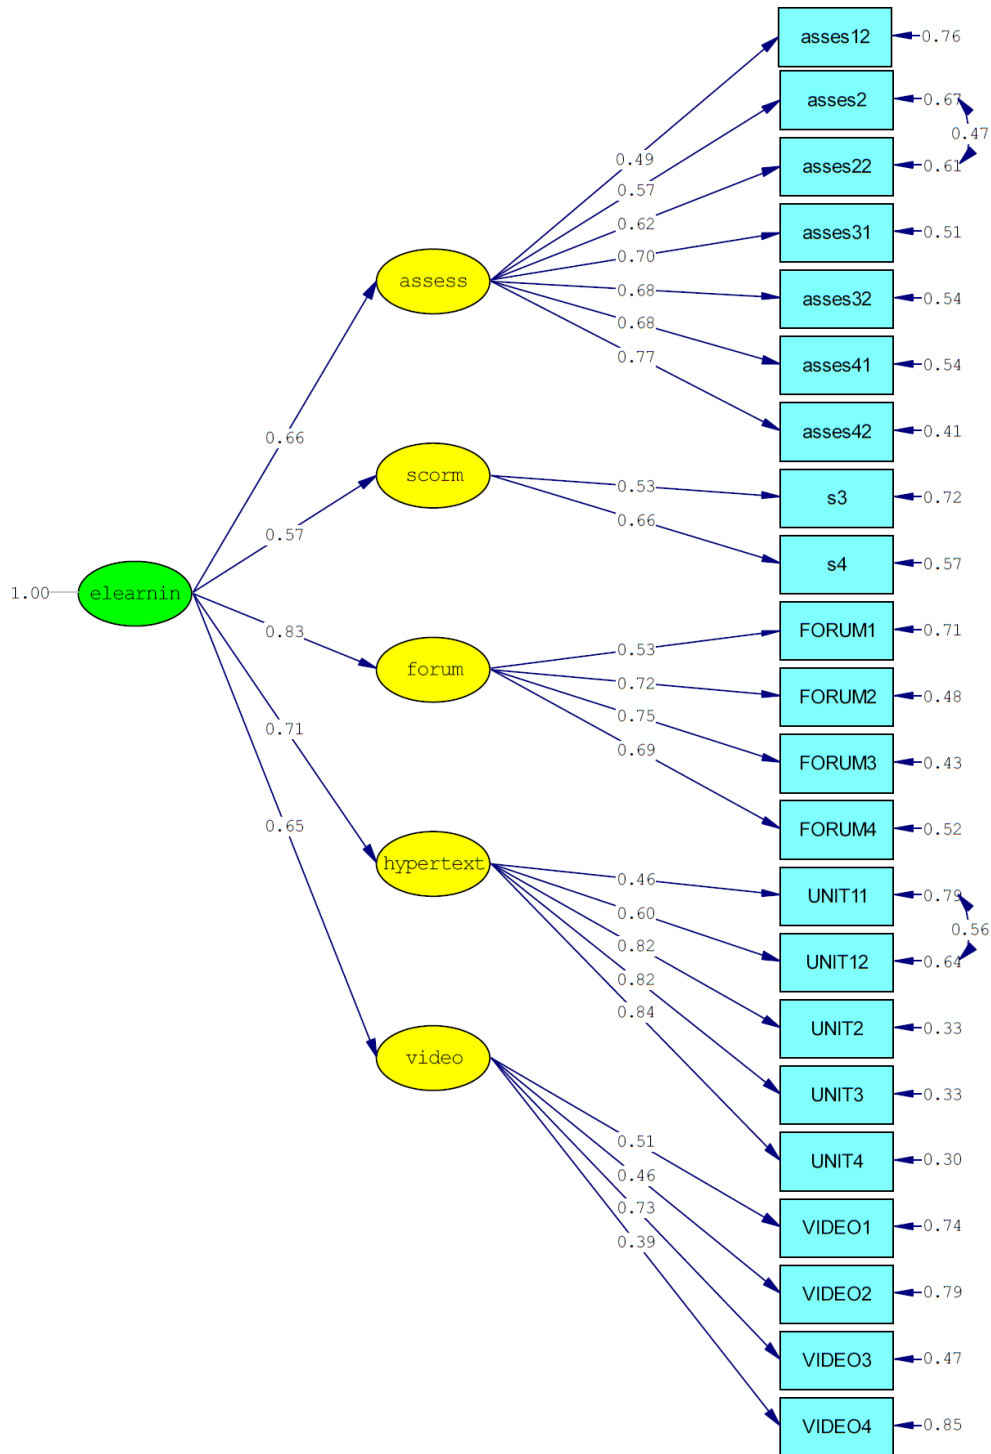 asses12
0.76
asses2
0.67
0.47
asses22
0.61
asses31
0.51
asses32
0.54
asses41
0.54
asses42
0.41
0.49
0.57
0.62
0.70
0.68
0.68
0.77
assess
0.66
scorm
0.53
0.66
s3
0.72
s4
0.57
0.57
1.00
elearnin
0.83
forum
0.53
0.72
0.75
0.69
FORUM1
0.71
FORUM2
0.48
FORUM3
0.43
FORUM4
0.52
0.71
hypertext
0.46
0.60
0.82
0.82
0.84
UNIT11
0.79
0.56
UNIT12
0.64
UNIT2
0.33
UNIT3
0.33
UNIT4
0.30
0.65
video
0.51
0.46
0.73
0.39
VIDEO1
0.74
VIDEO2
0.79
VIDEO3
0.47
VIDEO4
0.85